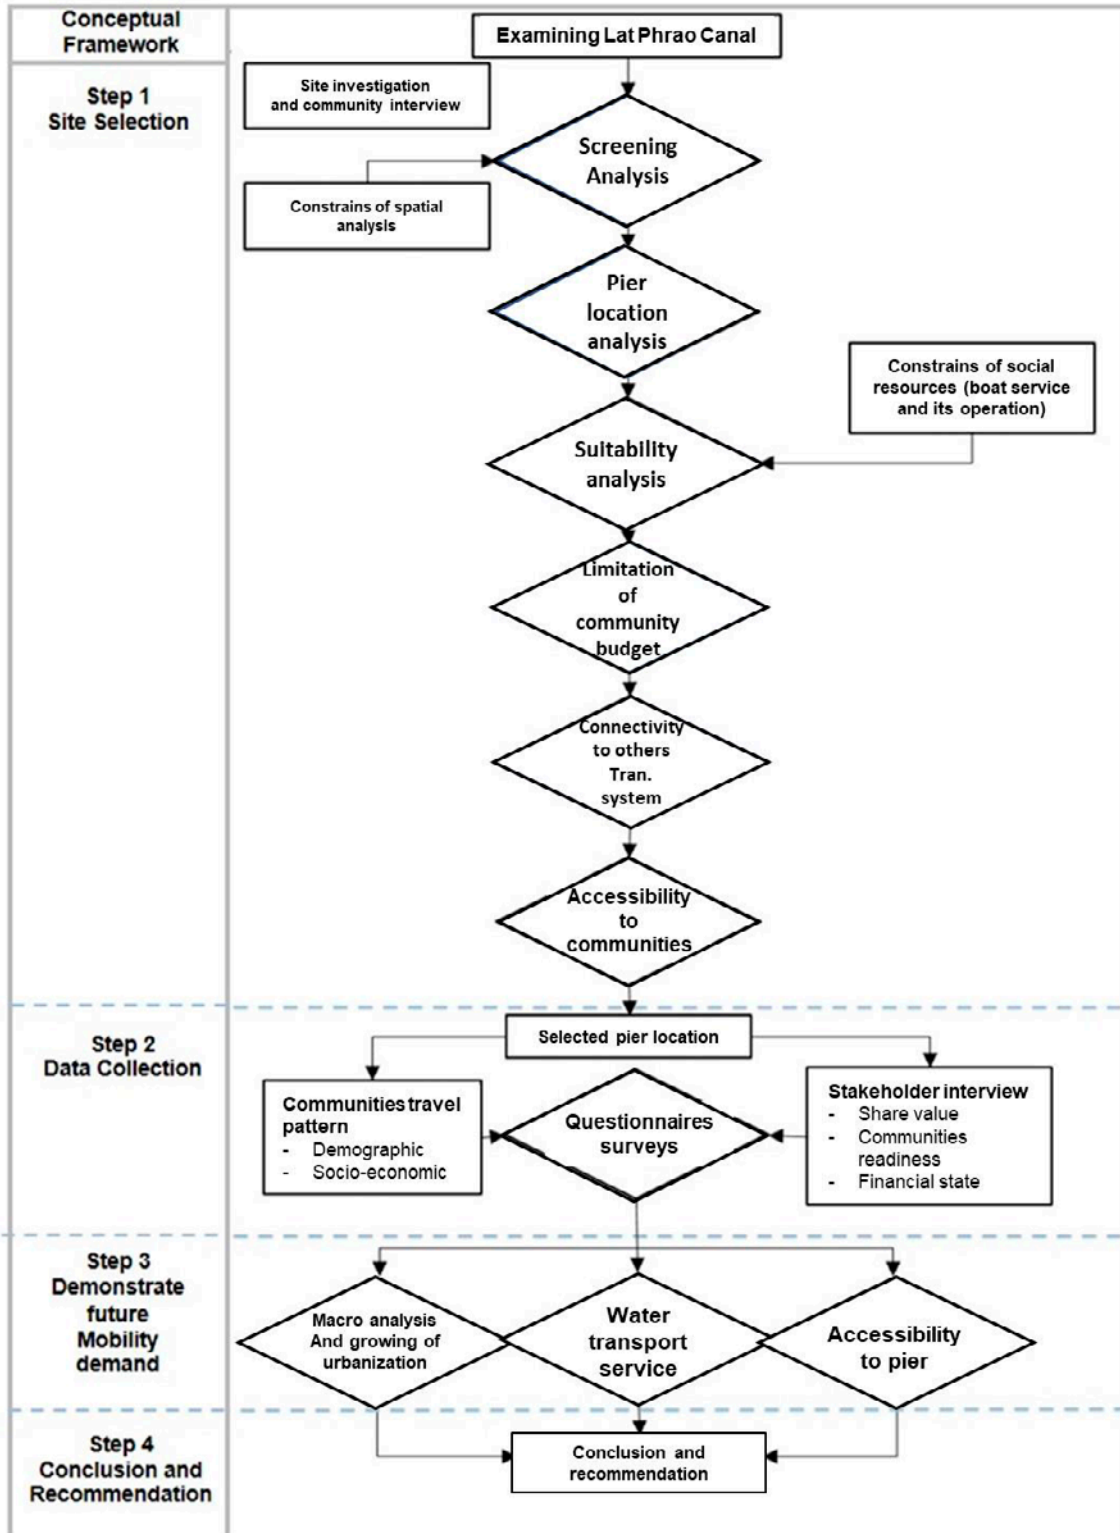 Conceptual
Framework
Examining Lat Phrao Canal
Step 1
Site Selection
Site investigation
and community interview
Screening
Analysis
Constrains of spatial
analysis
Pier
location
analysis
Constrains of social
resources (boat service
and its operation)
Suitability
analysis
Limitation
of
community
budget
Connectivity
to others
Tran.
system
Accessibility
to
communities
Step 2
Data Collection
Selected pier location
Communities travel
pattern
- Demographic
- Socio-economic
Questionnaires
surveys
Stakeholder interview
- Share value
- Communities
readiness
- Financial state
Step 3
Demonstrate
future
Mobility
demand
Macro analysis
And growing of
urbanization
Water
transport
service
Accessibility
to pier
Step 4
Conclusion and
Recommendation
Conclusion and
recommendation